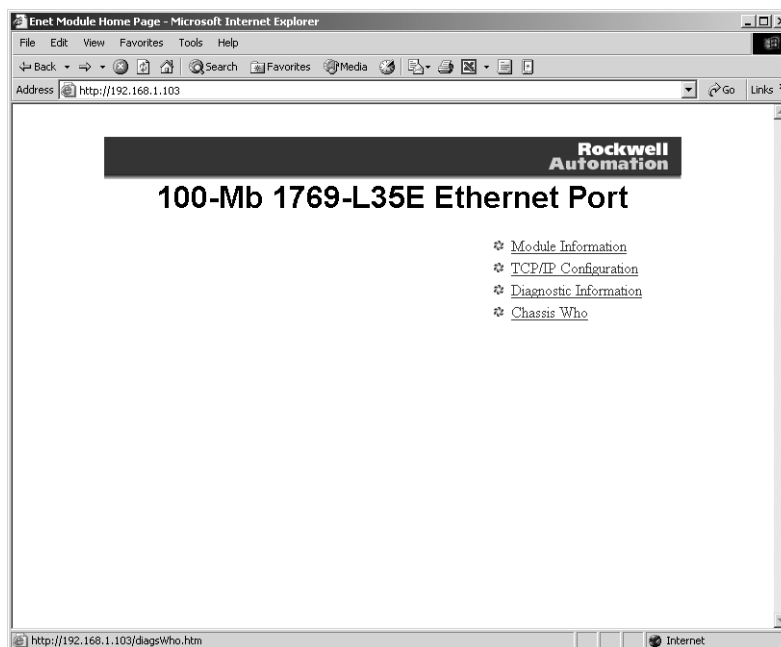 Enet Module Home Page - Microsoft Internet Explorer
File Edit View Favorites Tools Help
Back Search Favorites Media
Address http://192.168.1.103 Go Links
Rockwell
Automation
100-Mb 1769-L35E Ethernet Port
Module Information
TCP/IP Configuration
Diagnostic Information
Chassis Who
http://192.168.1.103/diagsWho.htm Internet